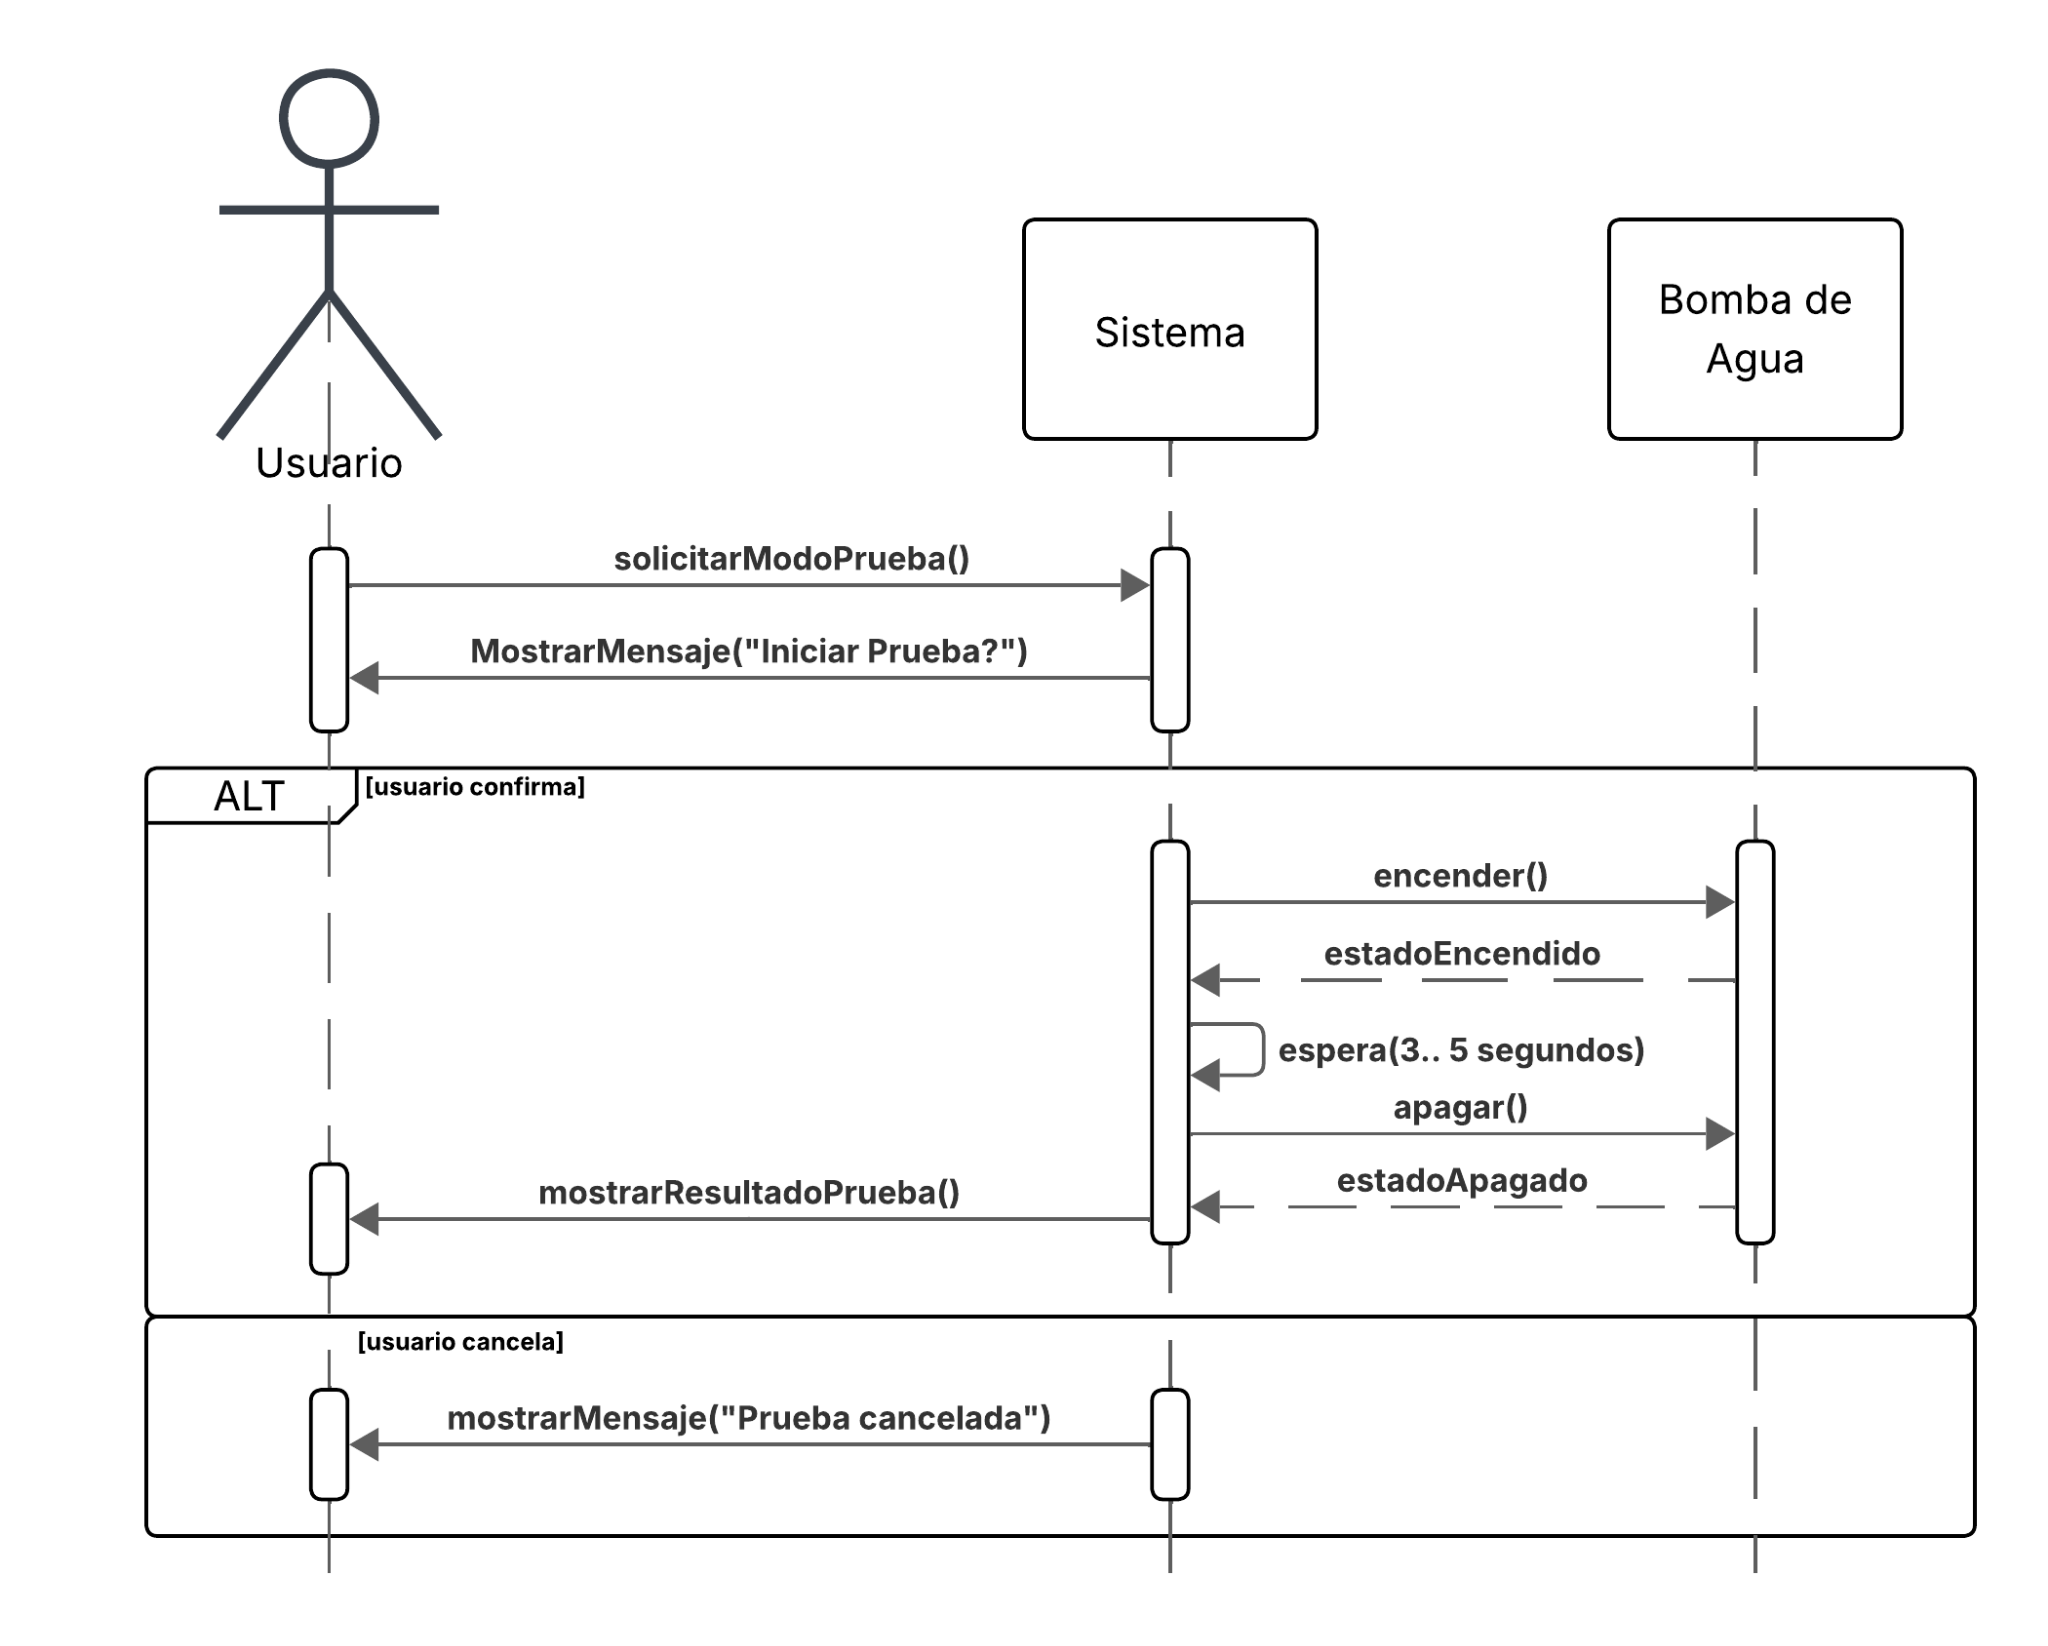 Usuario
Sistema
Bomba de
Agua
solicitarModoPrueba()
MostrarMensaje("Iniciar Prueba?")
ALT
[usuario confirma]
encender()
estadoEncendido
espera(3.. 5 segundos)
apagar()
estadoApagado
mostrarResultadoPrueba()
[usuario cancela]
mostrarMensaje("Prueba cancelada")